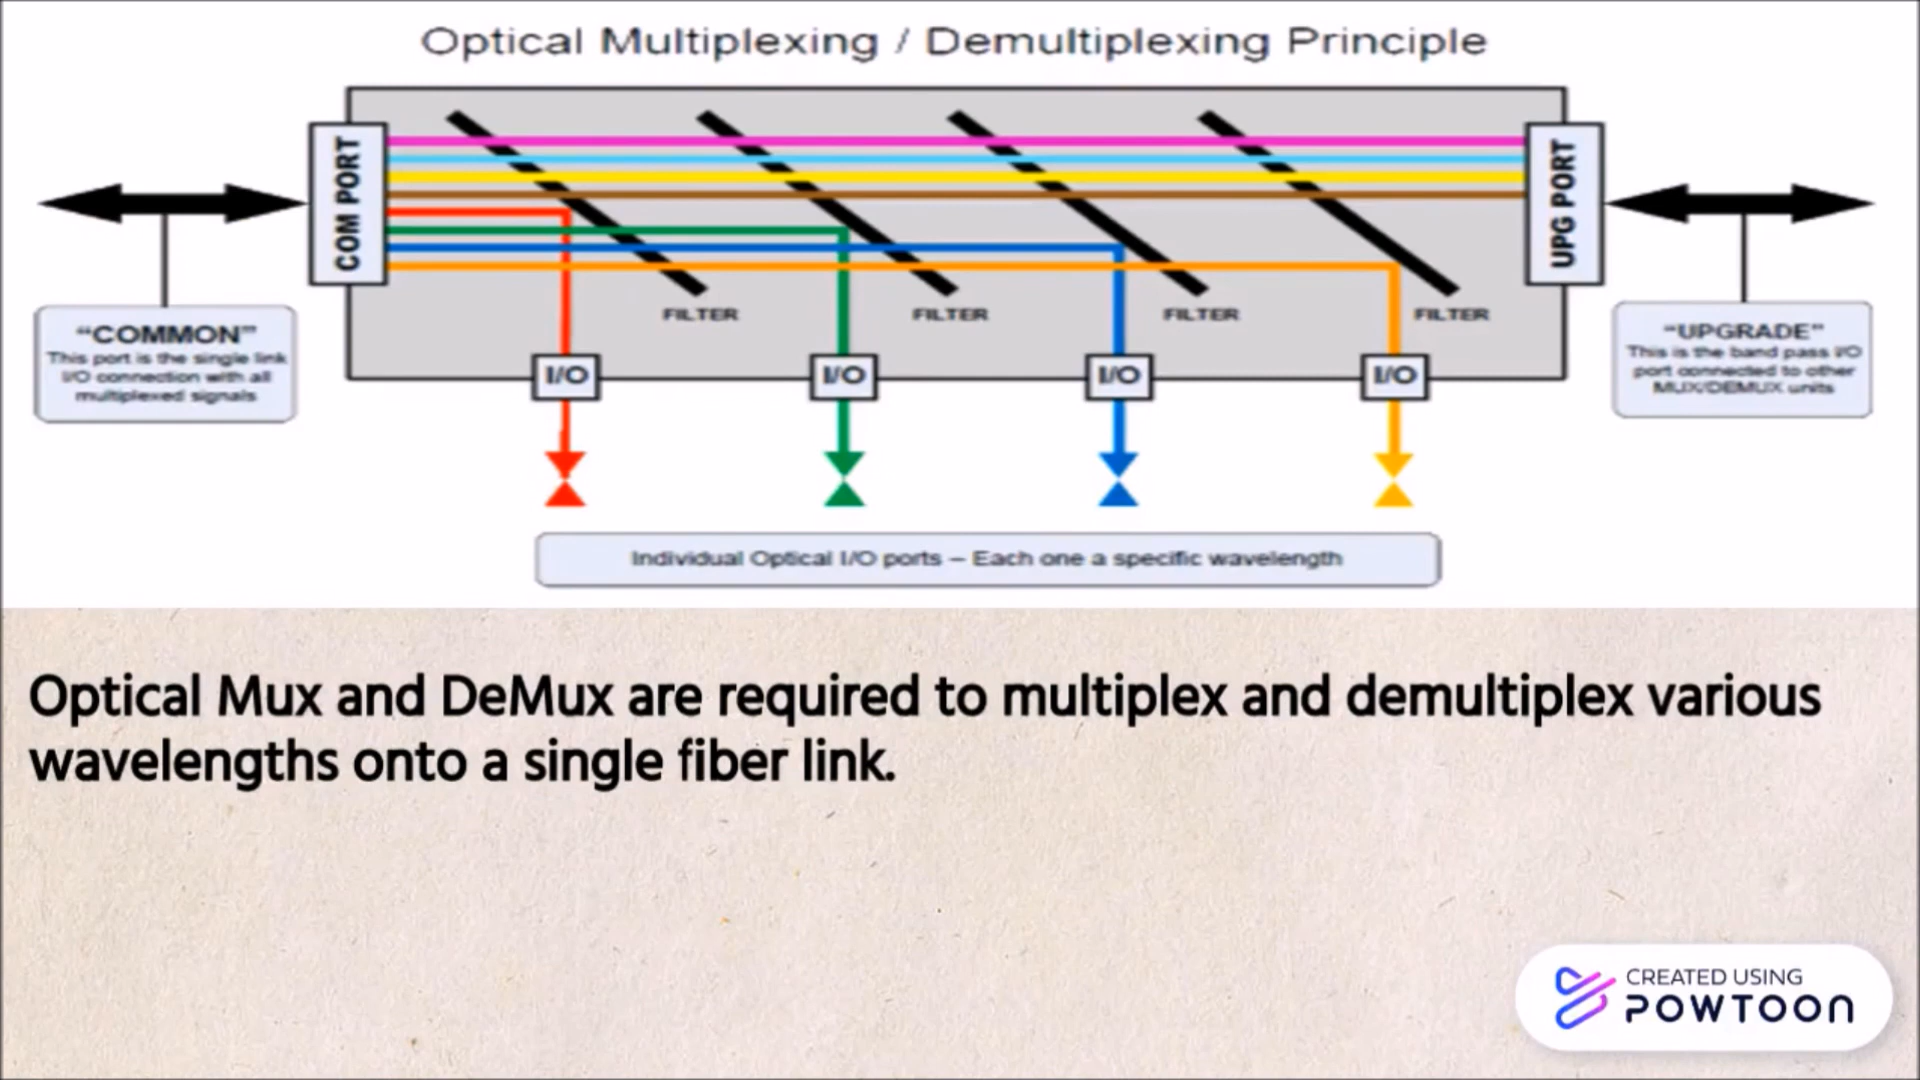 Optical Multiplexing / Demultiplexing Principle
COM PORT
UPG PORT
FILTER
FILTER
FILTER
FILTER
"COMMON"
This port is the single link
I/O connection with all
multiplexed signals
"UPGRADE"
This is the band pass I/O
port connected to other
MUX/DEMUX units
I/O
I/O
I/O
I/O
Individual Optical I/O ports – Each one a specific wavelength
Optical Mux and DeMux are required to multiplex and demultiplex various
wavelengths onto a single fiber link.
CREATED USING
POWTOON